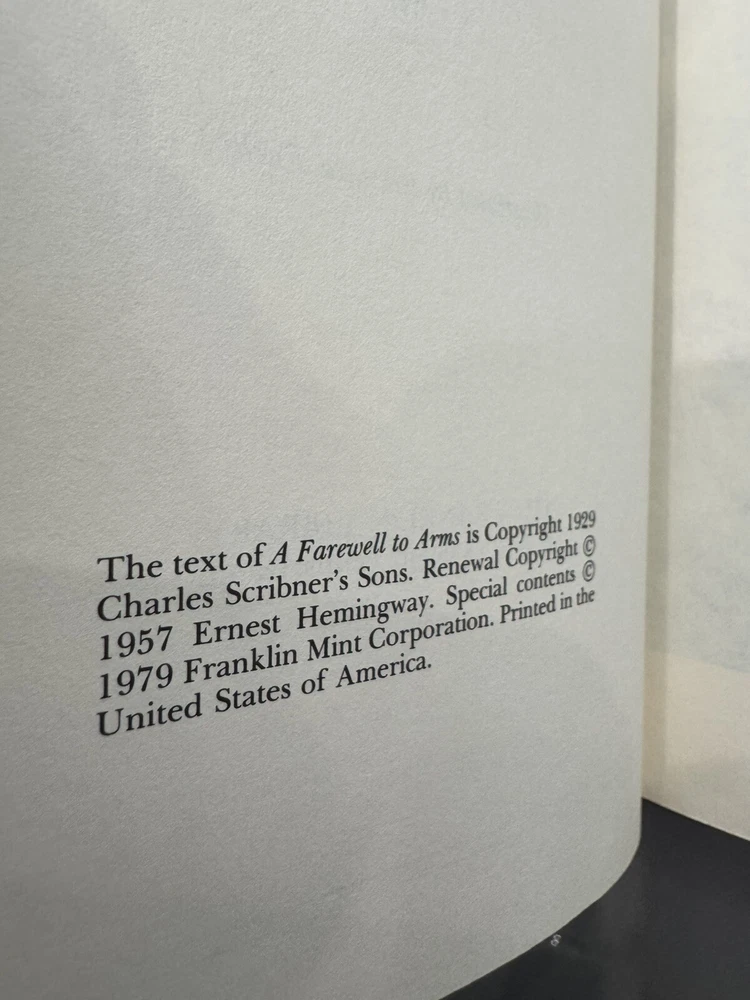 The text of A Farewell to Arms is Copyright 1929
Charles Scribner's Sons. Renewal Copyright ©
1957 Ernest Hemingway. Special contents ©
1979 Franklin Mint Corporation. Printed in the
United States of America.